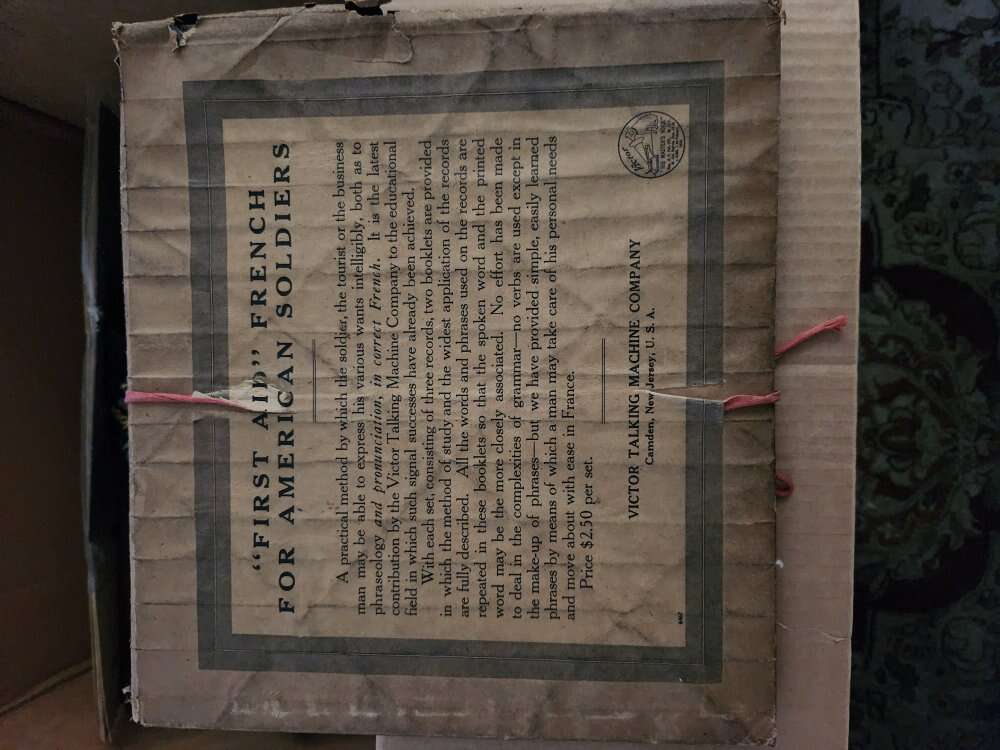 "FIRST AID" FRENCH
FOR AMERICAN SOLDIERS
A practical method by which the soldier, the tourist or the business
man may be able to express his various wants intelligibly, both as to
phraseology and pronunciation, in correct French. It is the latest
contribution by the Victor Talking Machine Company to the educational
field in which such signal successes have already been achieved.
With each set, consisting of three records, two booklets are provided
in which the method of study and the widest application of the records
are fully described. All the words and phrases used on the records are
repeated in these booklets so that the spoken word and the printed
word may be the more closely associated. No effort has been made
to deal in the complexities of grammar—no verbs are used except in
the make-up of phrases—but we have provided simple, easily learned
phrases by means of which a man may take care of his personal needs
and move about with ease in France.
Price $2.50 per set.
VICTOR TALKING MACHINE COMPANY
Camden, New Jersey, U. S. A.
Victor